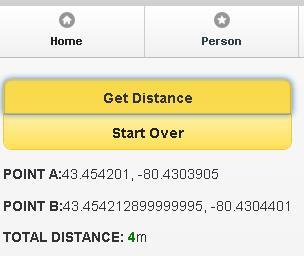 Home Person
Get Distance
Start Over
POINT A:43.454201, -80.4303905
POINT B:43.454212899999995, -80.4304401
TOTAL DISTANCE: 4m